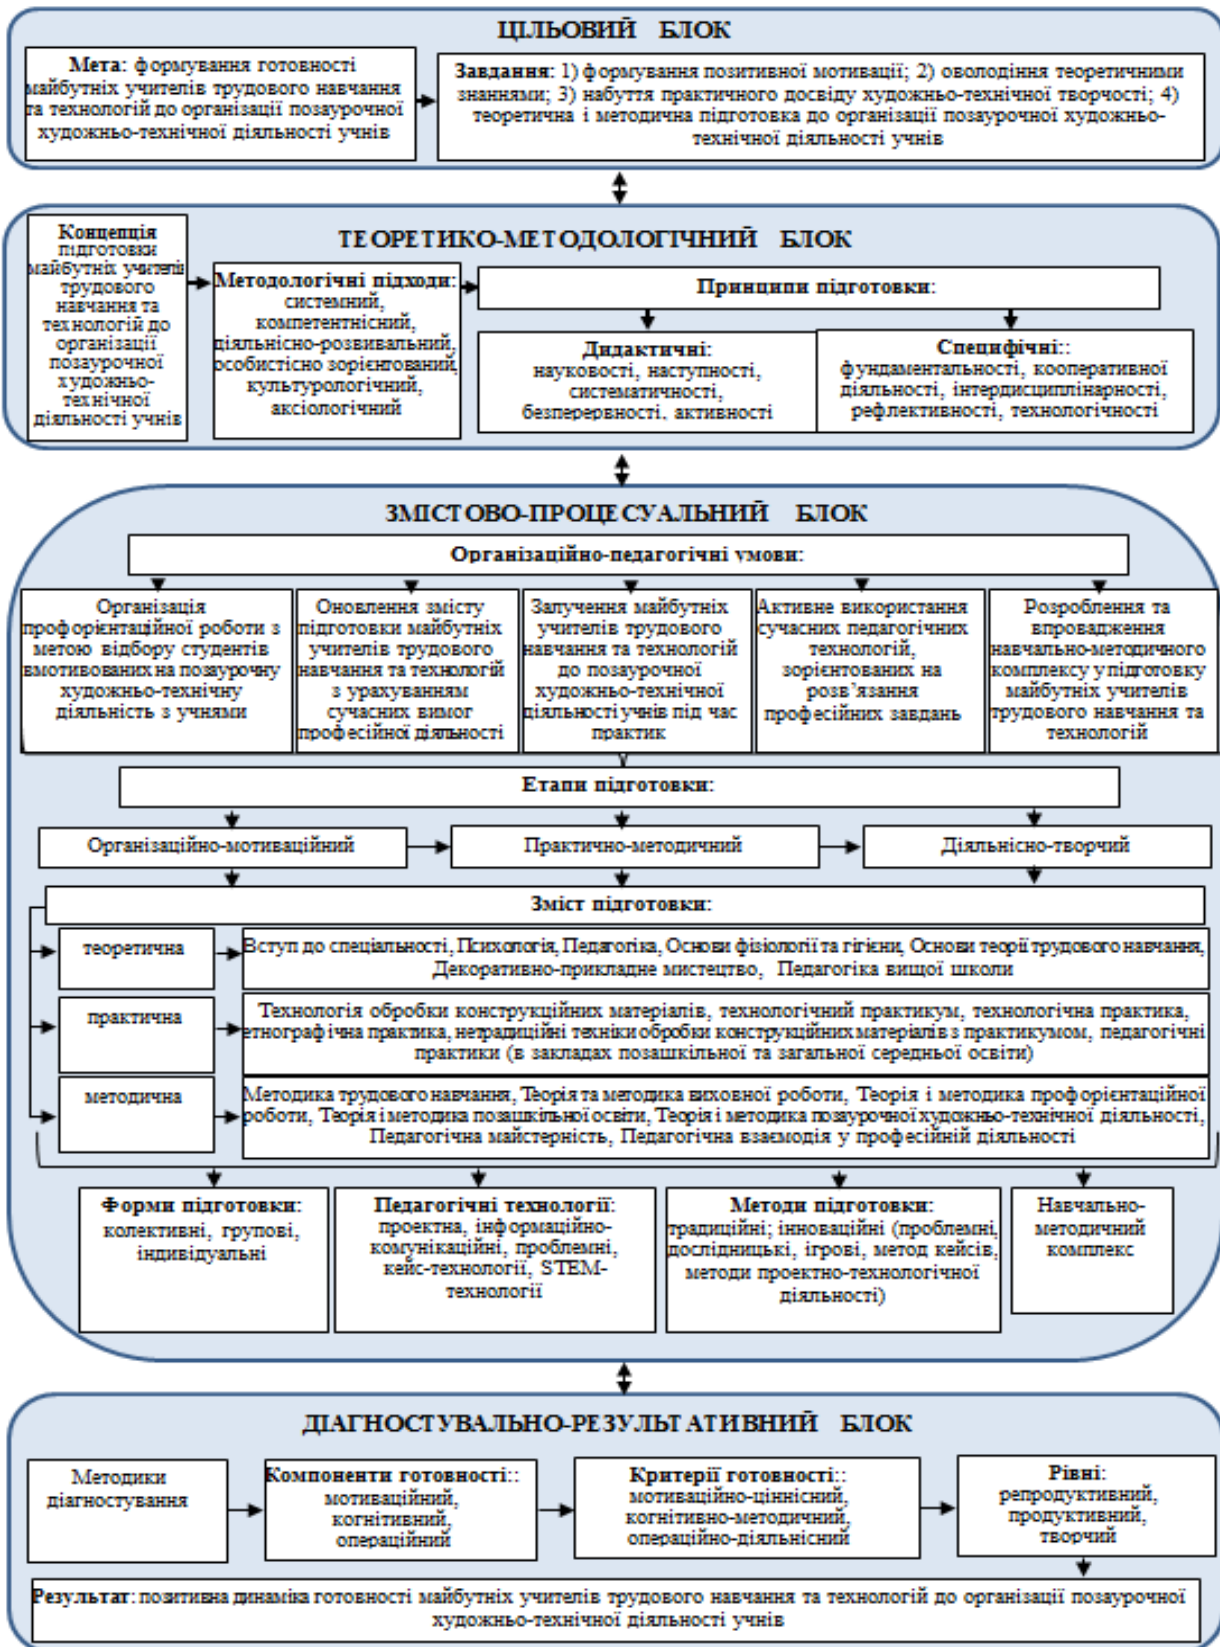 ЦІЛЬОВИЙ БЛОК
Мета: формування готовності
майбутніх учителів трудового навчання
та технологій до організації позаурочної
художньо-технічної діяльності учнів
Завдання: 1) формування позитивної мотивації; 2) оволодіння теоретичними
знаннями; 3) набуття практичного досвіду художньо-технічної творчості; 4)
теоретична і методична підготовка до організації позаурочної художньо-
технічної діяльності учнів
ТЕОРЕТИКО-МЕТОДОЛОГІЧНИЙ БЛОК
Концепція
підготовки
майбутніх учителів
трудового
навчання та
технологій до
організації
позаурочної
художньо-
технічної
діяльності учнів
Методологічні підходи:
системний,
компетентнісний,
діяльнісно-розвивальний,
особистісно зорієнтований,
культурологічний,
аксіологічний
Принципи підготовки:
Дидактичні:
науковості, наступності,
систематичності,
безперервності, активності
Специфічні::
фундаментальності, кооперативної
діяльності, інтердисциплінарності,
рефлективності, технологічності
ЗМІСТОВО-ПРОЦЕСУАЛЬНИЙ БЛОК
Організаційно-педагогічні умови:
Організація
профорієнтаційної роботи з
метою відбору студентів
вмотивованих на позаурочну
художньо-технічну
діяльність з учнями
Оновлення змісту
підготовки майбутніх
учителів трудового
навчання та технологій
з урахуванням
сучасних вимог
професійної діяльності
Залучення майбутніх
учителів трудового
навчання та технологій
до позаурочної
художньо-технічної
діяльності учнів під час
практик
Активне використання
сучасних педагогічних
технологій,
зорієнтованих на
розв’язання
професійних завдань
Розроблення та
впровадження
навчально-методичного
комплексу у підготовку
майбутніх учителів
трудового навчання та
технологій
Етапи підготовки:
Організаційно-мотиваційний
Практично-методичний
Діяльнісно-творчий
Зміст підготовки:
теоретична
Вступ до спеціальності, Психологія, Педагогіка, Основи фізіології та гігієни, Основи теорії трудового навчання,
Декоративно-прикладне мистецтво, Педагогіка вищої школи
практична
Технологія обробки конструкційних матеріалів, технологічний практикум, технологічна практика,
етнографічна практика, нетрадиційні техніки обробки конструкційних матеріалів з практикумом, педагогічні
практики (в закладах позашкільної та загальної середньої освіти)
методична
Методика трудового навчання, Теорія та методика виховної роботи, Теорія і методика профорієнтаційної
роботи, Теорія і методика позашкільної освіти, Теорія і методика позаурочної художньо-технічної діяльності,
Педагогічна майстерність, Педагогічна взаємодія у професійній діяльності
Форми підготовки:
колективні, групові,
індивідуальні
Педагогічні технології:
проектна, інформаційно-
комунікаційні, проблемні,
кейс-технології, STEM-
технології
Методи підготовки:
традиційні; інноваційні (проблемні,
дослідницькі, ігрові, метод кейсів,
методи проектно-технологічної
діяльності)
Навчально-
методичний
комплекс
ДІАГНОСТУВАЛЬНО-РЕЗУЛЬТАТИВНИЙ БЛОК
Методики
діагностування
Компоненти готовності::
мотиваційний,
когнітивний,
операційний
Критерії готовності::
мотиваційно-ціннісний,
когнітивно-методичний,
операційно-діяльнісний
Рівні:
репродуктивний,
продуктивний,
творчий
Результат: позитивна динаміка готовності майбутніх учителів трудового навчання та технологій до організації позаурочної
художньо-технічної діяльності учнів